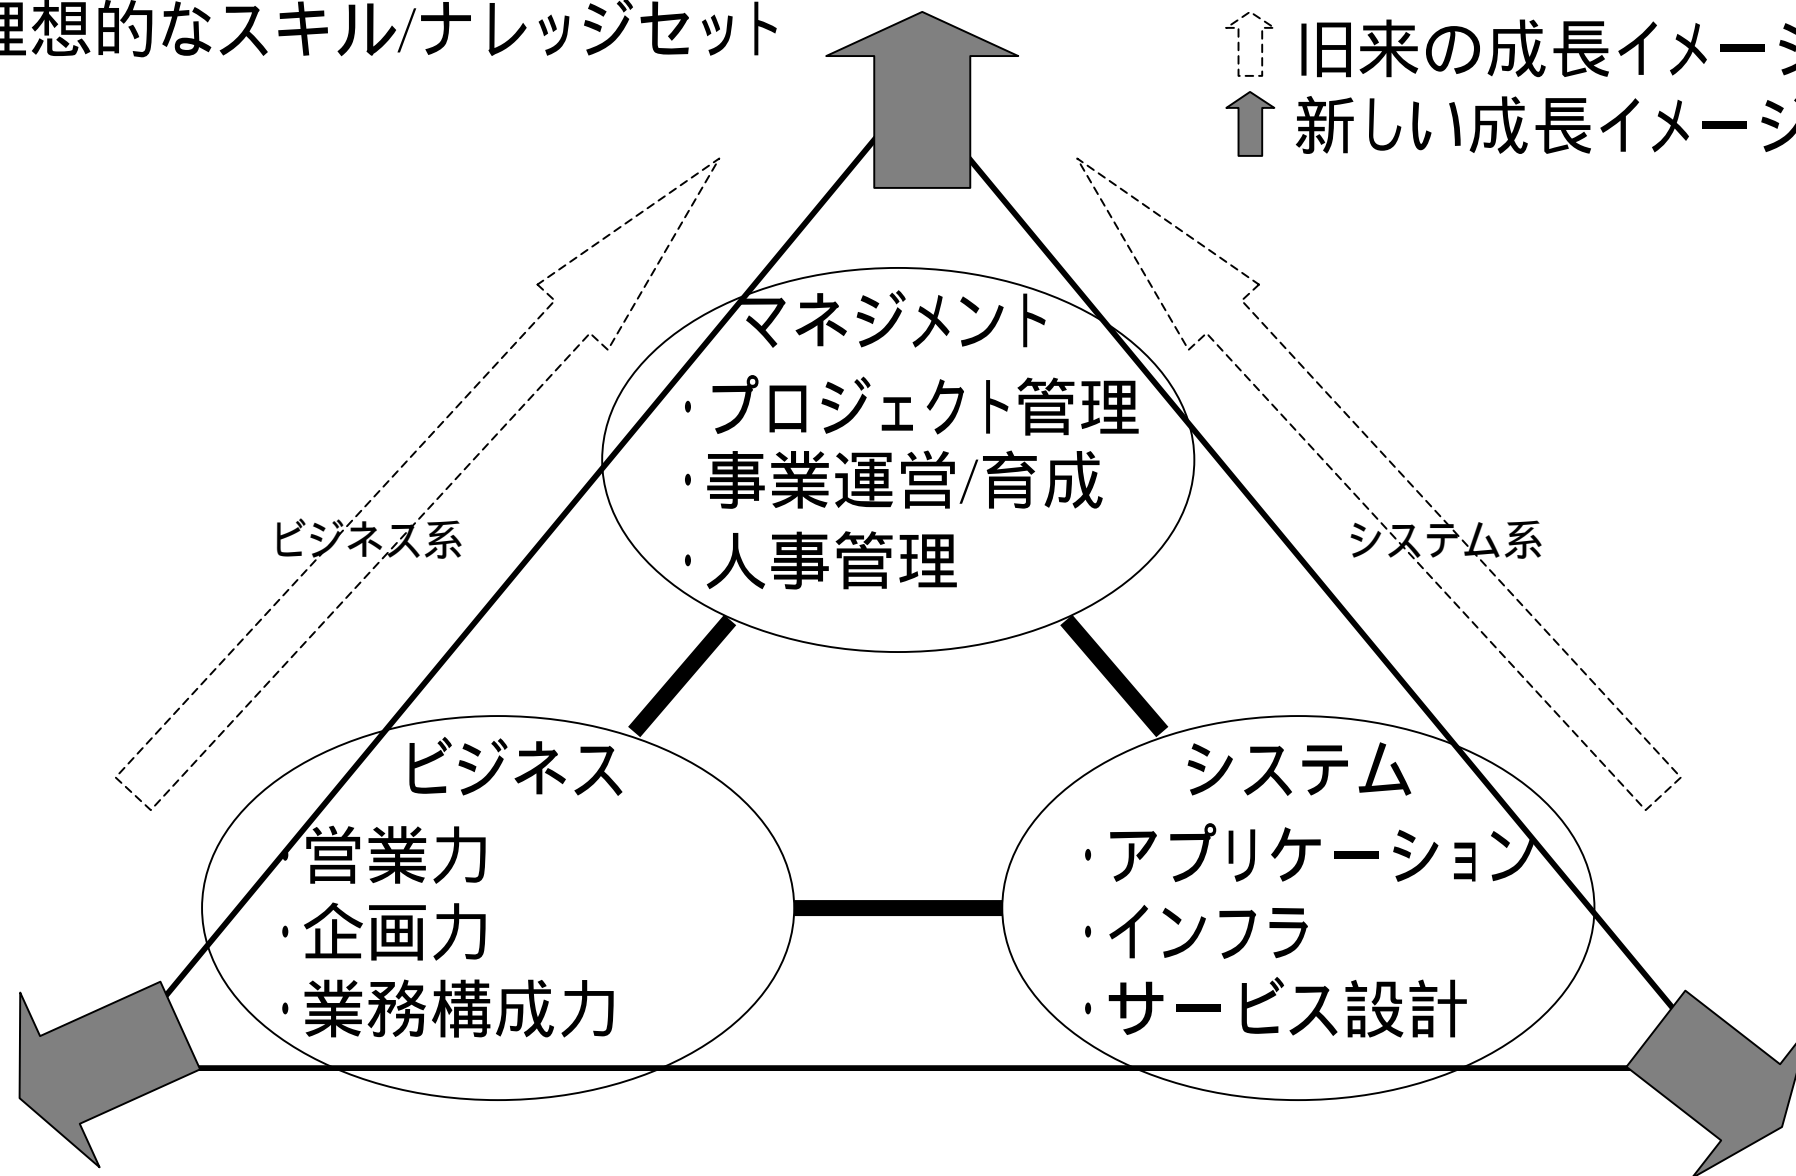 理想的なスキル/ナレッジセット
旧来の成長イメージ
新しい成長イメージ
マネジメント
・プロジェクト管理
・事業運営/育成
・人事管理
ビジネス系
システム系
ビジネス
・営業力
・企画力
・業務構成力
システム
・アプリケーション
・インフラ
・サービス設計